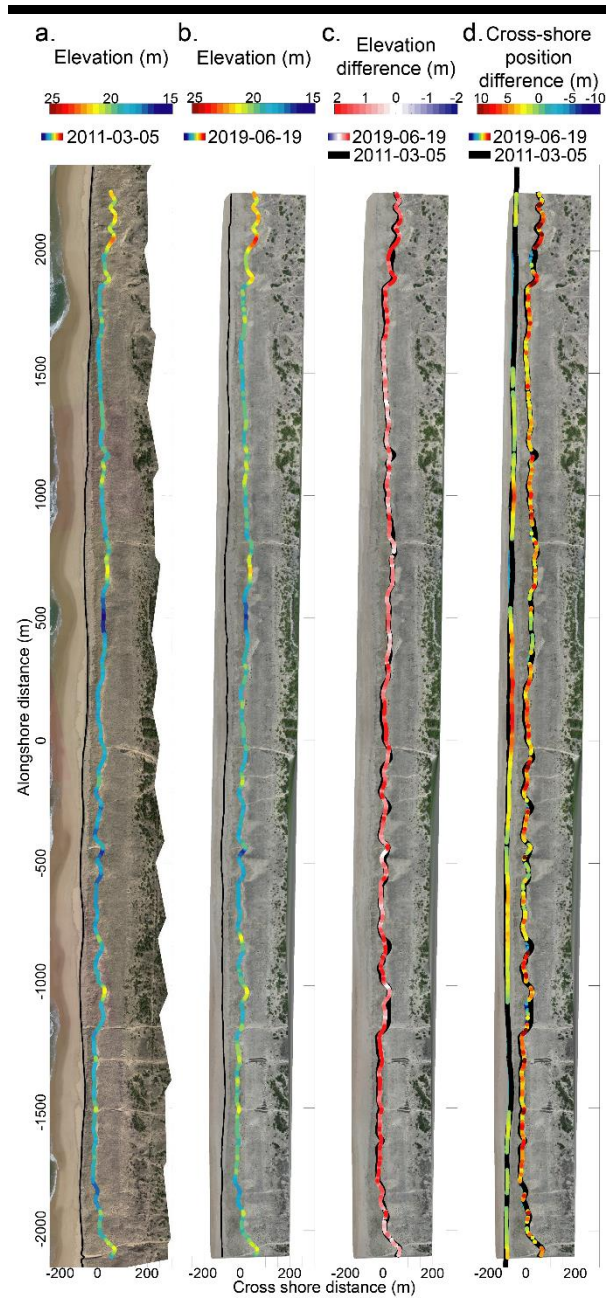 a. b. c. d.
Elevation (m) Elevation (m) Elevation difference (m) Cross-shore position difference (m)
25 20 15 25 20 15 2 1 0 -1 -2 10 5 0 -5 -10
2011-03-05 2019-06-19 2019-06-19 2019-06-19
2011-03-05 2011-03-05
Alongshore distance (m)
2000
1500
1000
500
0
-500
-1000
-1500
-2000
-200 0 200 -200 0 200 -200 0 200 -200 0 200
Cross shore distance (m)